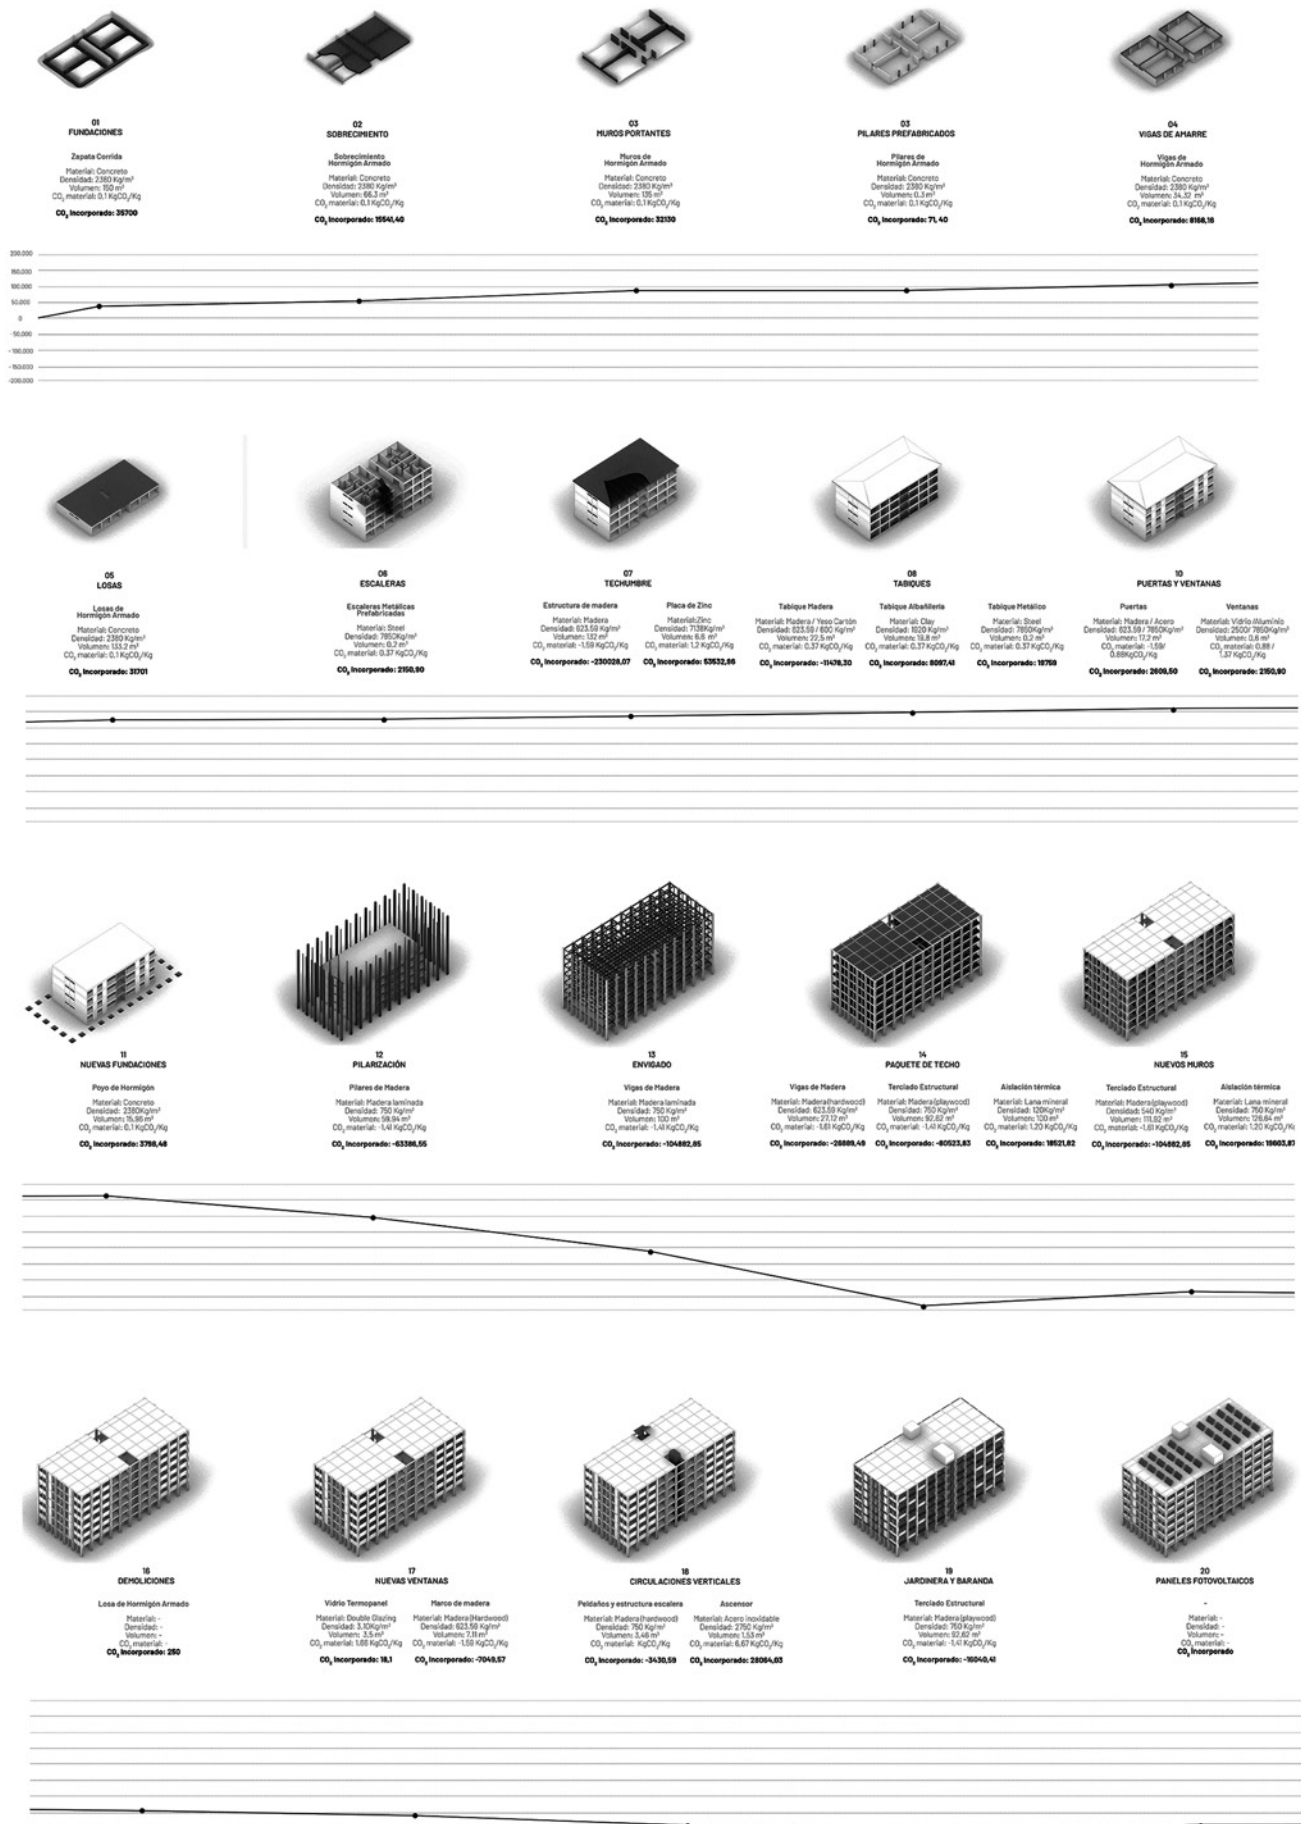 01
FUNDACIONES
Zapata Corrida
Material: Concreto
Densidad: 2380 Kg/m³
Volumen: 150 m³
CO₂ material: 0,1 KgCO₂/Kg
CO₂ Incorporado: 35700
02
SOBRECIMIENTO
Sobrecimiento
Hormigón Armado
Material: Concreto
Densidad: 2380 Kg/m³
Volumen: 65,3 m³
CO₂ material: 0,1 KgCO₂/Kg
CO₂ Incorporado: 15541,40
03
MUROS PORTANTES
Muros de
Hormigón Armado
Material: Concreto
Densidad: 2380 Kg/m³
Volumen: 135 m³
CO₂ material: 0,1 KgCO₂/Kg
CO₂ Incorporado: 32130
03
PILARES PREFABRICADOS
Pilares de
Hormigón Armado
Material: Concreto
Densidad: 2380 Kg/m³
Volumen: 0,3 m³
CO₂ material: 0,1 KgCO₂/Kg
CO₂ Incorporado: 71, 40
04
VIGAS DE AMARRE
Vigas de
Hormigón Armado
Material: Concreto
Densidad: 2380 Kg/m³
Volumen: 34,32 m³
CO₂ material: 0,1 KgCO₂/Kg
CO₂ Incorporado: 8168,16
200.000
150.000
100.000
50.000
0
- 50.000
- 100.000
- 150.000
-200.000
05
LOSAS
Losas de
Hormigón Armado
Material: Concreto
Densidad: 2380 Kg/m³
Volumen: 133,2 m³
CO₂ material: 0,1 KgCO₂/Kg
CO₂ Incorporado: 31701
06
ESCALERAS
Escaleras Metálicas
Prefabricadas
Material: Steel
Densidad: 7850Kg/m³
Volumen: 0,2 m³
CO₂ material: 0.37 KgCO₂/Kg
CO₂ Incorporado: 2150,90
07
TECHUMBRE
Estructura de madera
Material: Madera
Densidad: 623,59 Kg/m³
Volumen: 132 m³
CO₂ material: -1,59 KgCO₂/Kg
CO₂ Incorporado: -230028,07
Placa de Zinc
Material:Zinc
Densidad: 7138Kg/m³
Volumen: 6,6 m³
CO₂ material: 1,2 KgCO₂/Kg
CO₂ Incorporado: 53532,86
08
TABIQUES
Tabique Madera
Material: Madera / Yeso Cartón
Densidad: 623,59 / 600 Kg/m³
Volumen: 22,5 m³
CO₂ material: 0,37 KgCO₂/Kg
CO₂ Incorporado: -11478,30
Tabique Albañilería
Material: Clay
Densidad: 1920 Kg/m³
Volumen: 19,8 m³
CO₂ material: 0.37 KgCO₂/Kg
CO₂ Incorporado: 8097,41
Tabique Metálico
Material: Steel
Densidad: 7850Kg/m³
Volumen: 0,2 m³
CO₂ material: 0.37 KgCO₂/Kg
CO₂ Incorporado: 19759
10
PUERTAS Y VENTANAS
Puertas
Material: Madera / Acero
Densidad: 623,59 / 7850Kg/m³
Volumen: 17,2 m³
CO₂ material: -1,59/
0.88KgCO₂/Kg
CO₂ Incorporado: 2609,50
Ventanas
Material: Vidrio /Aluminio
Densidad: 2500/ 7850Kg/m³
Volumen: 0,6 m³
CO₂ material: 0,88 /
1,37 KgCO₂/Kg
CO₂ Incorporado: 2150,90
11
NUEVAS FUNDACIONES
Poyo de Hormigón
Material: Concreto
Densidad: 2380Kg/m³
Volumen: 15,95 m³
CO₂ material: 0,1 KgCO₂/Kg
CO₂ Incorporado: 3798,48
12
PILARIZACIÓN
Pilares de Madera
Material: Madera laminada
Densidad: 750 Kg/m³
Volumen: 59,94 m³
CO₂ material: -1,41 KgCO₂/Kg
CO₂ Incorporado: -63386,55
13
ENVIGADO
Vigas de Madera
Material: Madera laminada
Densidad: 750 Kg/m³
Volumen: 100 m³
CO₂ material: -1,41 KgCO₂/Kg
CO₂ Incorporado: -104882,65
14
PAQUETE DE TECHO
Vigas de Madera
Material: Madera(hardwood)
Densidad: 623,59 Kg/m³
Volumen: 27,12 m³
CO₂ material: -1,61 KgCO₂/Kg
CO₂ Incorporado: -26889,49
Terciado Estructural
Material: Madera(playwood)
Densidad: 750 Kg/m³
Volumen: 92,62 m³
CO₂ material: -1,41 KgCO₂/Kg
CO₂ Incorporado: -80523,83
Aislación térmica
Material: Lana mineral
Densidad: 120Kg/m³
Volumen: 100 m³
CO₂ material: 1.20 KgCO₂/Kg
CO₂ Incorporado: 18521,82
15
NUEVOS MUROS
Terciado Estructural
Material: Madera(playwood)
Densidad: 540 Kg/m³
Volumen: 111,92 m³
CO₂ material: -1,61 KgCO₂/Kg
CO₂ Incorporado: -104882,65
Aislación térmica
Material: Lana mineral
Densidad: 750 Kg/m³
Volumen: 126,64 m³
CO₂ material: 1.20 KgCO₂/Kg
CO₂ Incorporado: 19603,87
16
DEMOLICIONES
Losa de Hormigón Armado
Material: -
Densidad: -
Volumen: -
CO₂ material: -
CO₂ Incorporado: 250
17
NUEVAS VENTANAS
Vidrio Termopanel
Material: Double Glazing
Densidad: 3,10Kg/m³
Volumen: 3,5 m³
CO₂ material: 1,68 KgCO₂/Kg
CO₂ Incorporado: 18,1
Marco de madera
Material: Madera(Hardwood)
Densidad: 623,59 Kg/m³
Volumen: 7,11 m³
CO₂ material: -1,59 KgCO₂/Kg
CO₂ Incorporado: -7049,57
18
CIRCULACIONES VERTICALES
Peldaños y estructura escalera
Material: Madera(hardwood)
Densidad: 750 Kg/m³
Volumen: 3,46 m³
CO₂ material: KgCO₂/Kg
CO₂ Incorporado: -3430,59
Ascensor
Material: Acero inoxidable
Densidad: 2750 Kg/m³
Volumen: 1,53 m³
CO₂ material: 6,67 KgCO₂/Kg
CO₂ Incorporado: 28064,03
19
JARDINERA Y BARANDA
Terciado Estructural
Material: Madera(playwood)
Densidad: 750 Kg/m³
Volumen: 92,62 m³
CO₂ material: -1,41 KgCO₂/Kg
CO₂ Incorporado: -16040,41
20
PANELES FOTOVOLTAICOS
-
Material: -
Densidad: -
Volumen: -
CO₂ material: -
CO₂ Incorporado